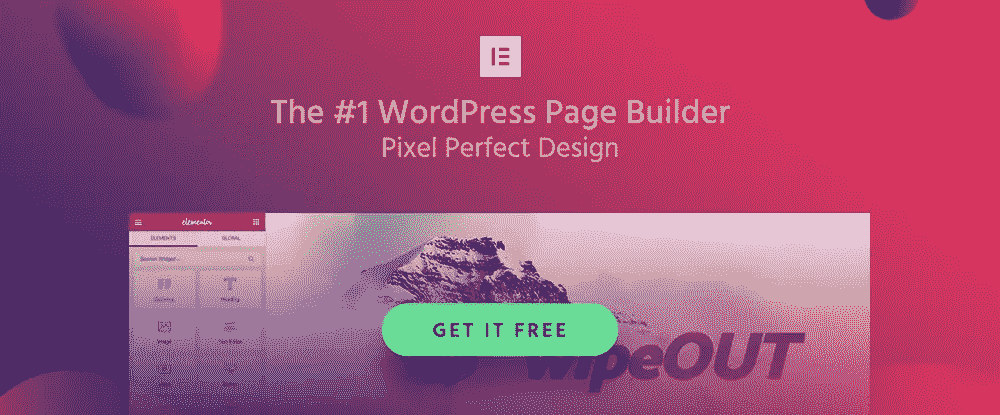 The #1 WordPress Page Builder
Pixel Perfect Design
elementor
ELEMENTS GLOBAL
Search Widget...
Heading
Image Text Editor
GET IT FREE
wipeOUT